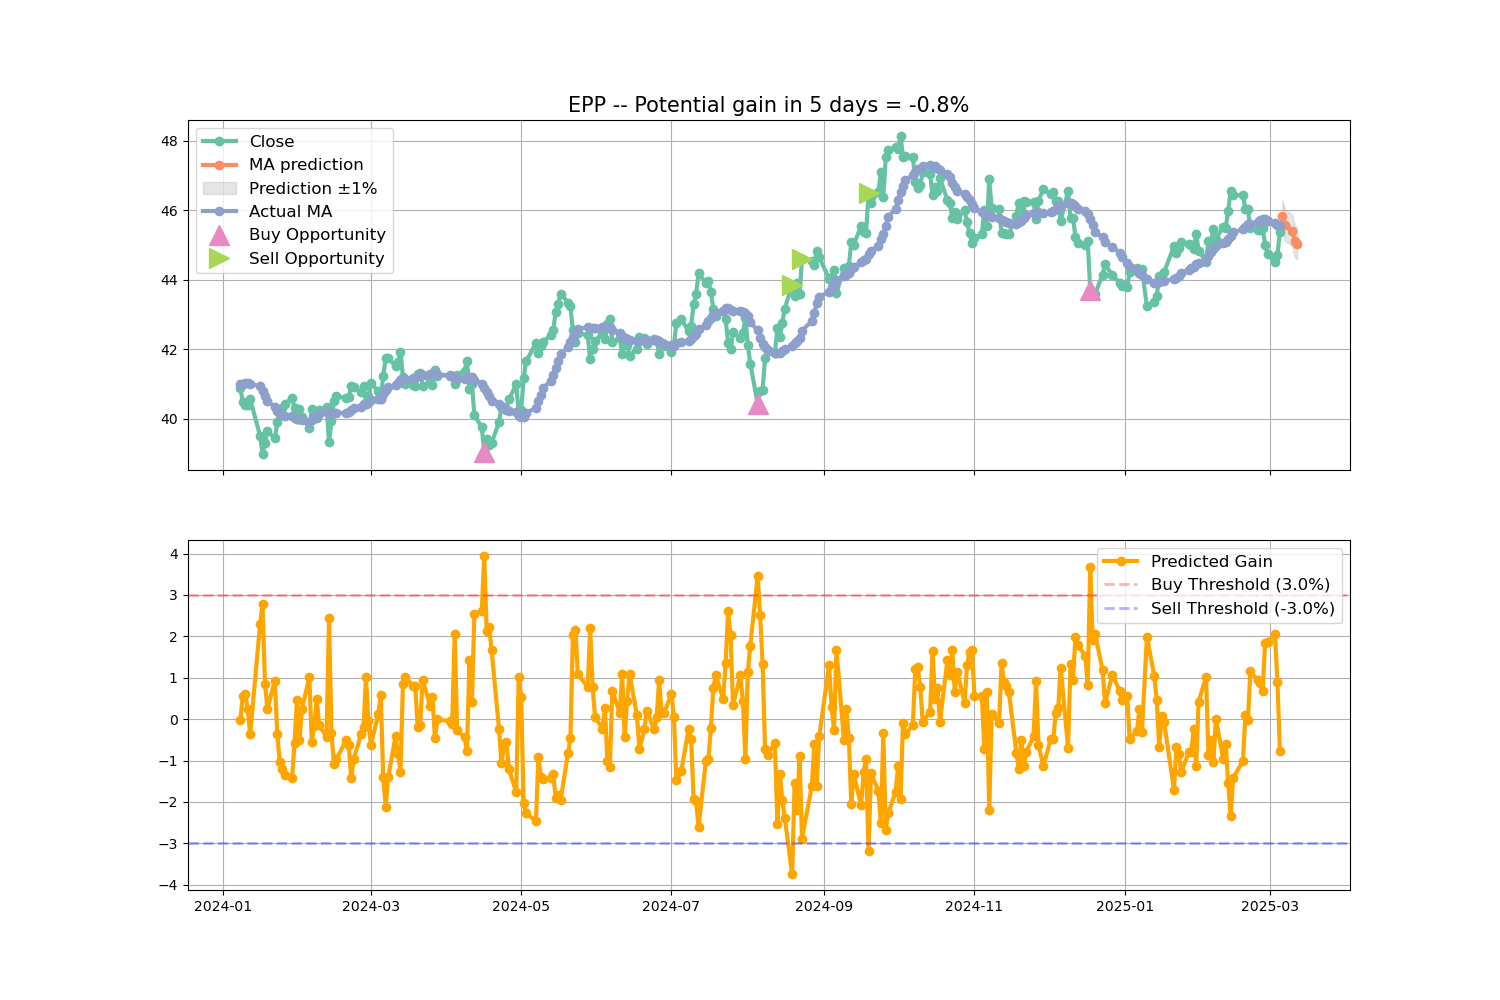 EPP -- Potential gain in 5 days = -0.8%
Close
MA prediction
Prediction ±1%
Actual MA
Buy Opportunity
Sell Opportunity
48
46
44
42
40
Predicted Gain
Buy Threshold (3.0%)
Sell Threshold (-3.0%)
4
3
2
1
0
−1
−2
−3
−4
2024-01 2024-03 2024-05 2024-07 2024-09 2024-11 2025-01 2025-03